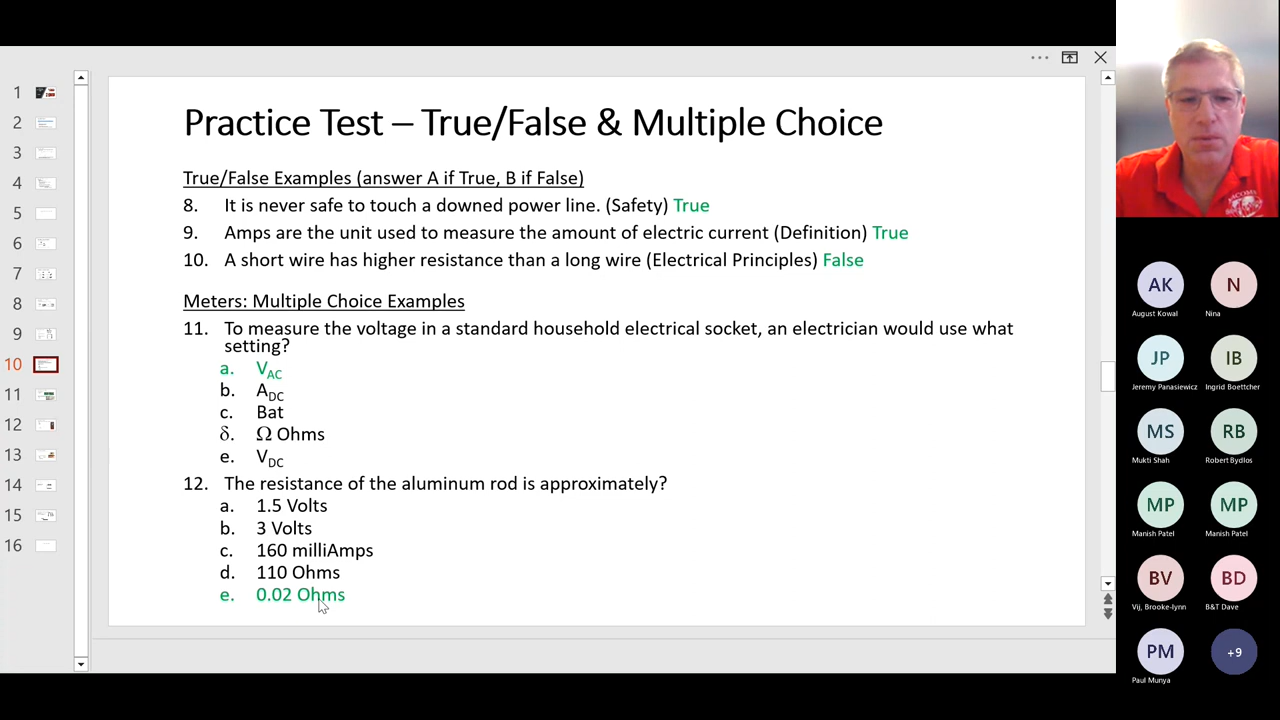 Practice Test – True/False & Multiple Choice
True/False Examples (answer A if True, B if False)
8. It is never safe to touch a downed power line. (Safety) True
9. Amps are the unit used to measure the amount of electric current (Definition) True
10. A short wire has higher resistance than a long wire (Electrical Principles) False
Meters: Multiple Choice Examples
11. To measure the voltage in a standard household electrical socket, an electrician would use what
setting?
a. VAC
b. ADC
c. Bat
δ. Ω Ohms
e. VDC
12. The resistance of the aluminum rod is approximately?
a. 1.5 Volts
b. 3 Volts
c. 160 milliAmps
d. 110 Ohms
e. 0.02 Ohms
1
2
3
4
5
6
7
8
9
10
11
12
13
14
15
16
AK
August Kowal
N
Nina
JP
Jeremy Panasiewicz
IB
Ingrid Boettcher
MS
Mukti Shah
RB
Robert Bydlos
MP
Manish Patel
MP
Manish Patel
BV
Vij, Brooke-lynn
BD
B&T Dave
PM
Paul Munya
+9